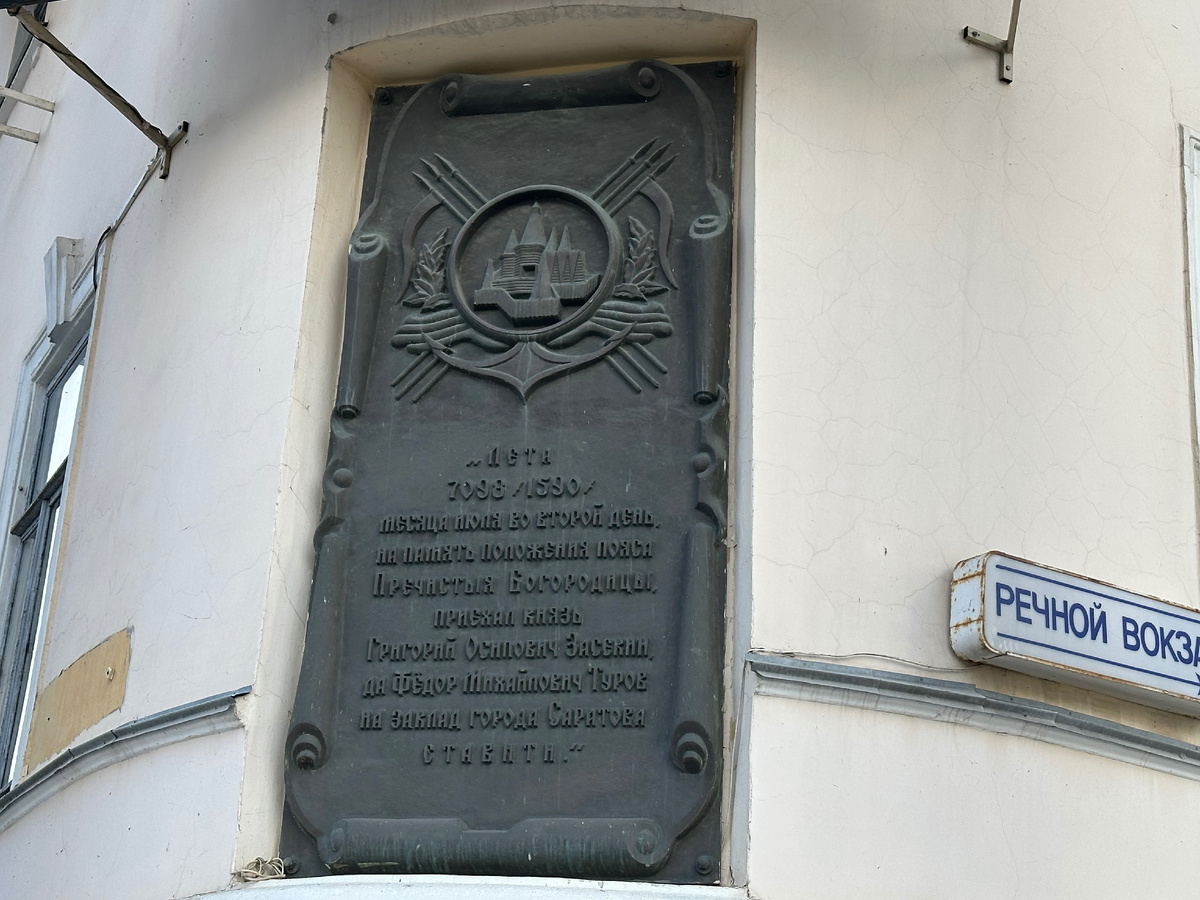 „Лета
7098 /1590/
месяца июля во второй день,
на память положения пояса
Пречистыя Богородицы,
приехал князь
Григорий Осипович Засекин,
да Фёдор Михайлович Туров
на заклад города Саратова
ставити.“
РЕЧНОЙ